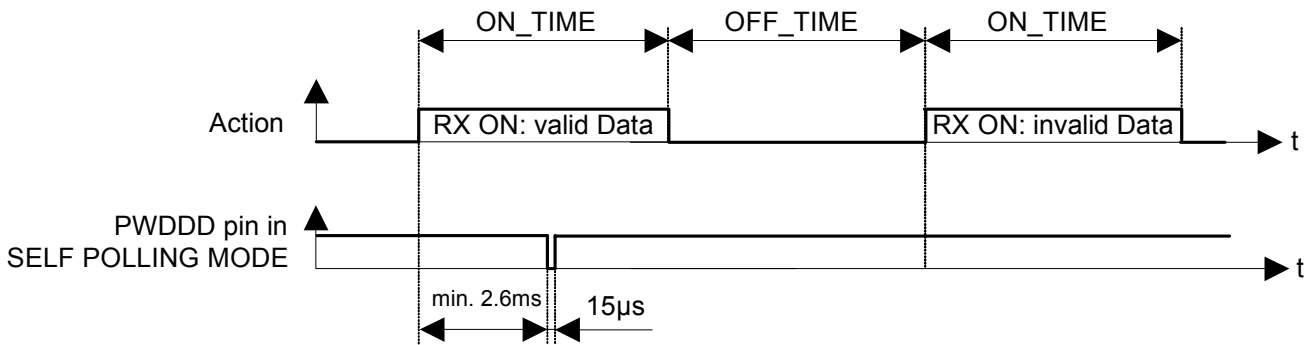 ON_TIME OFF_TIME ON_TIME
Action RX ON: valid Data RX ON: invalid Data t
PWDDD pin in
SELF POLLING MODE t
min. 2.6ms 15µs